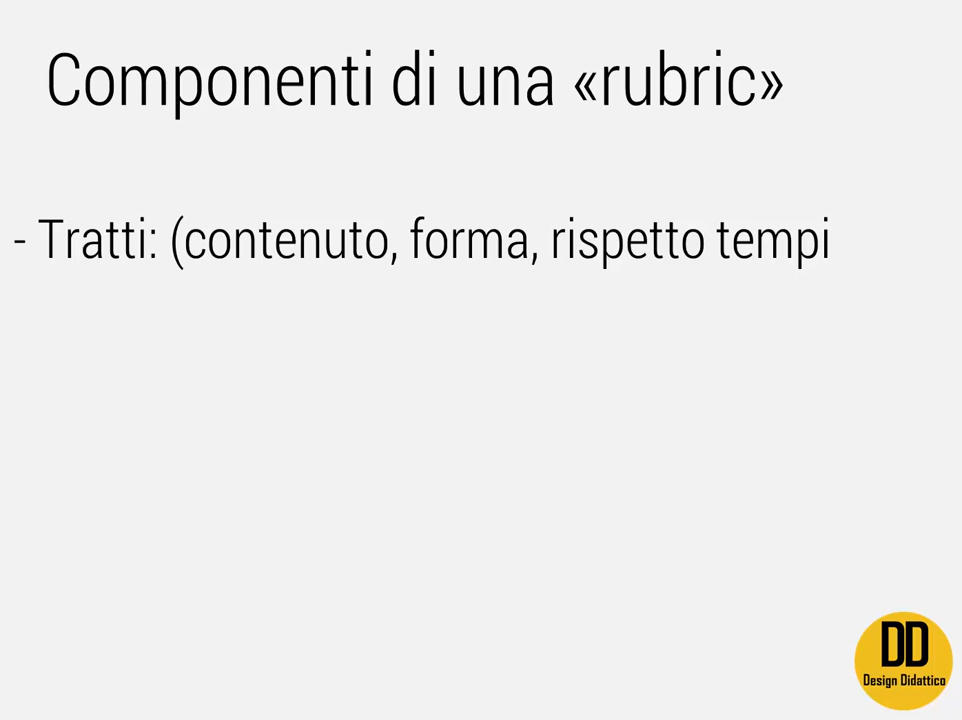 Componenti di una «rubric»
- Tratti: (contenuto, forma, rispetto tempi
DD
Design Didattico